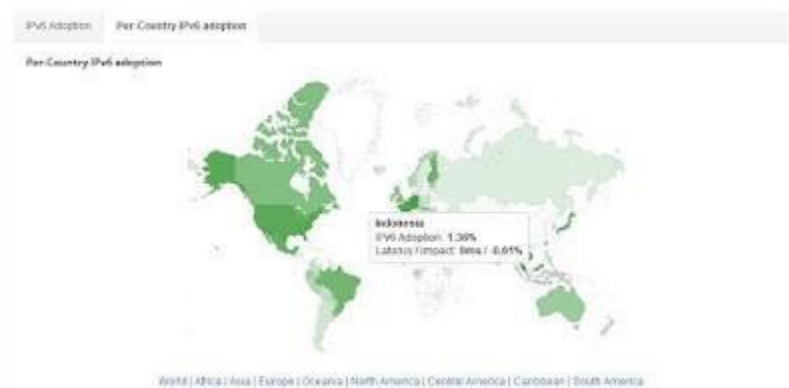 IPv6 Adoption
Per-Country IPv6 adoption
Per-Country IPv6 adoption
Indonesia
IPv6 Adoption: 1.36%
Latency / impact: 0ms / -0.01%
World | Africa | Asia | Europe | Oceania | North America | Central America | Caribbean | South America